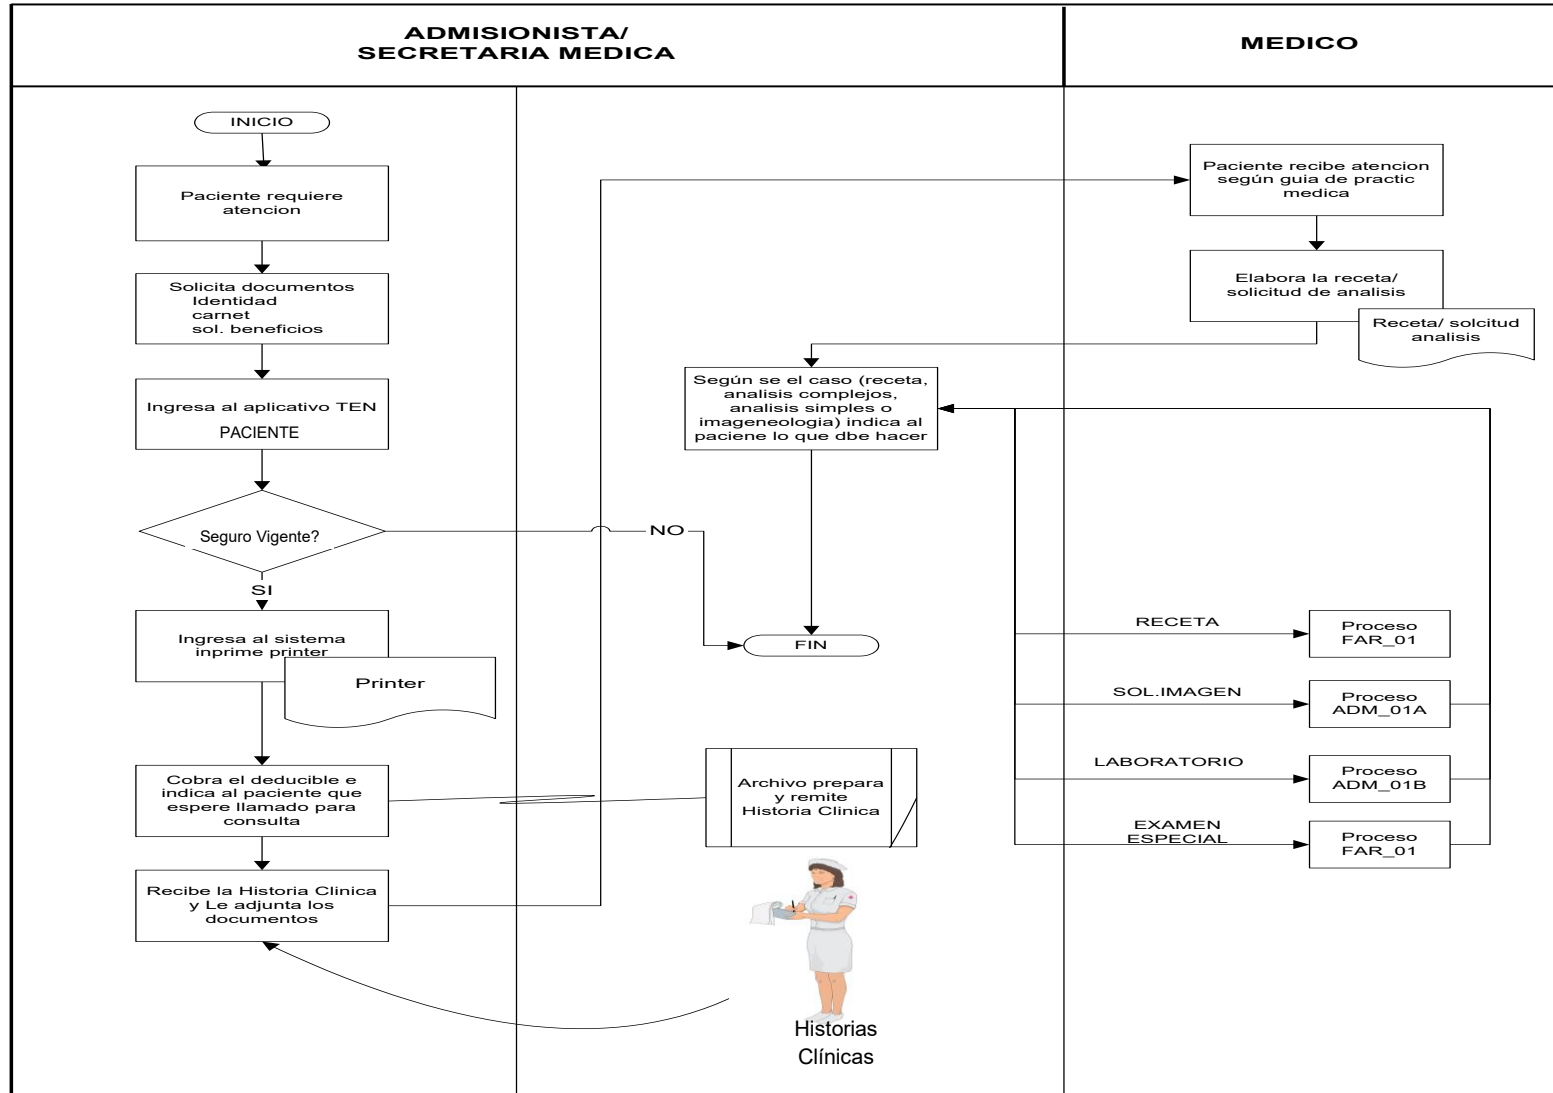 ADMISIONISTA/
SECRETARIA MEDICA
MEDICO
INICIO
Paciente requiere
atencion
Solicita documentos
Identidad
carnet
sol. beneficios
Ingresa al aplicativo TEN
PACIENTE
Seguro Vigente?
NO
SI
Ingresa al sistema
inprime printer
Printer
Cobra el deducible e
indica al paciente que
espere llamado para
consulta
Recibe la Historia Clinica
y Le adjunta los
documentos
Según se el caso (receta,
analisis complejos,
analisis simples o
imageneologia) indica al
paciene lo que dbe hacer
FIN
Archivo prepara
y remite
Historia Clinica
Historias
Clínicas
Paciente recibe atencion
según guia de practic
medica
Elabora la receta/
solicitud de analisis
Receta/ solcitud
analisis
RECETA
Proceso
FAR_01
SOL.IMAGEN
Proceso
ADM_01A
LABORATORIO
Proceso
ADM_01B
EXAMEN
ESPECIAL
Proceso
FAR_01